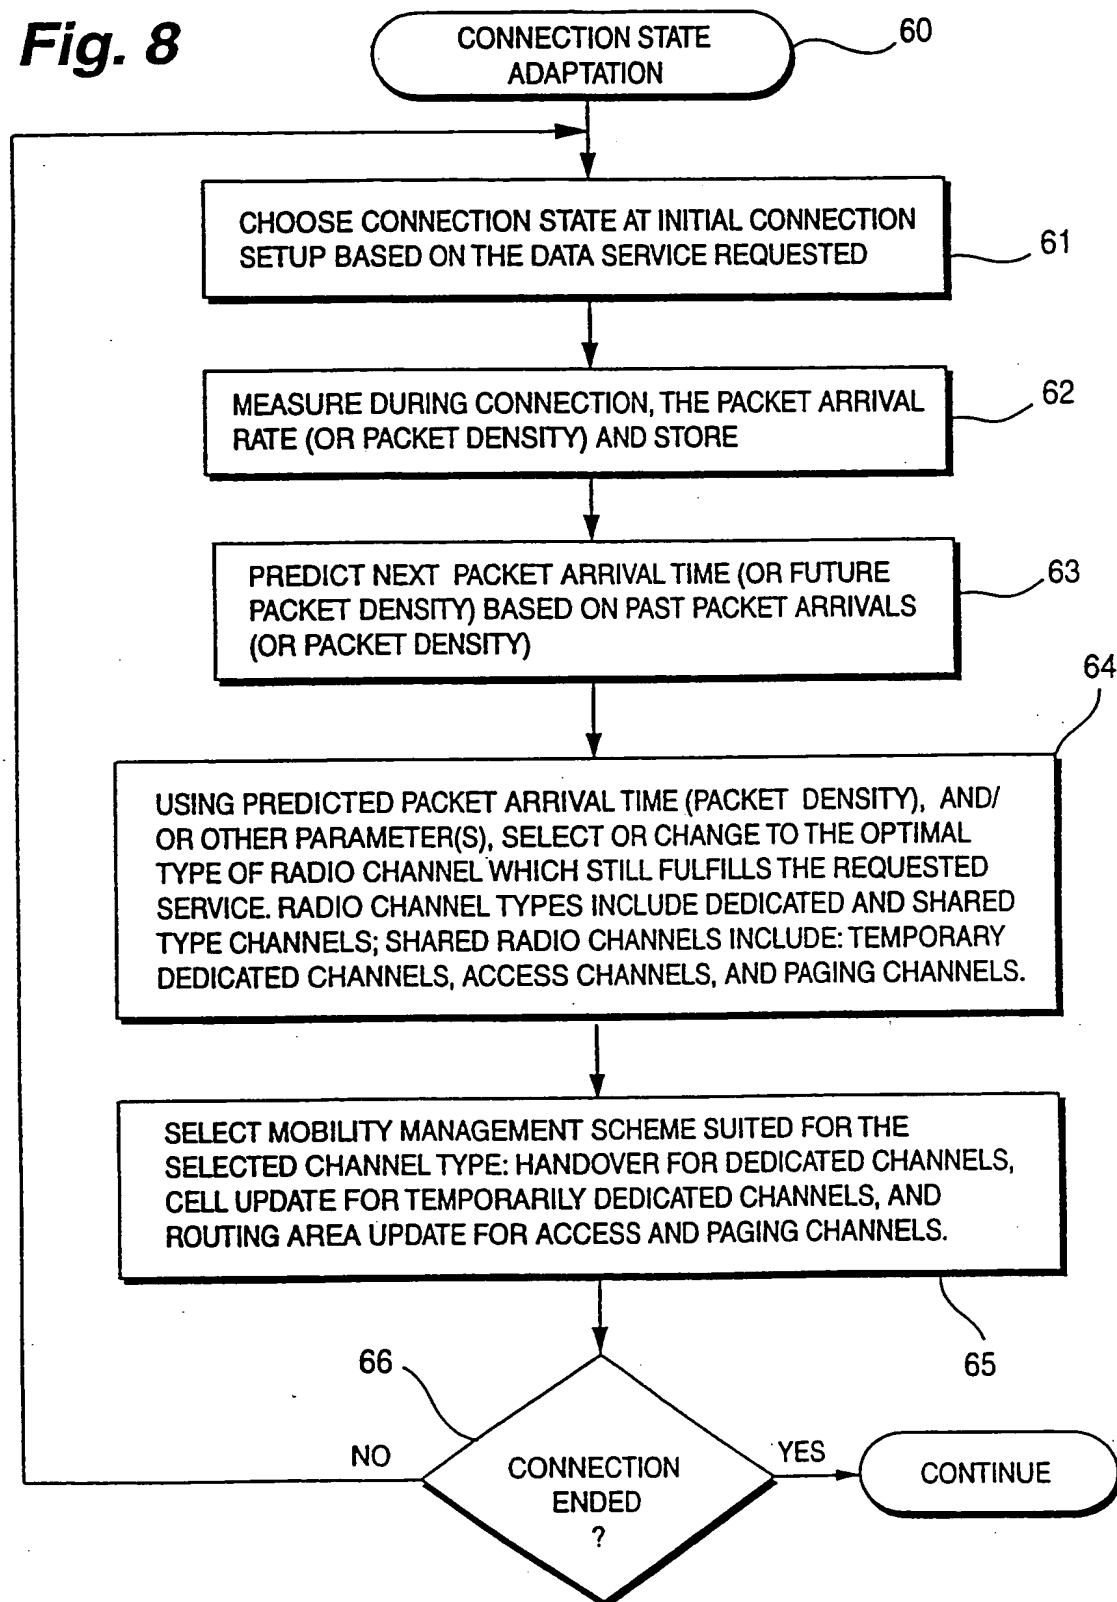 Fig. 8
CONNECTION STATE
ADAPTATION
60
CHOOSE CONNECTION STATE AT INITIAL CONNECTION
SETUP BASED ON THE DATA SERVICE REQUESTED
61
MEASURE DURING CONNECTION, THE PACKET ARRIVAL
RATE (OR PACKET DENSITY) AND STORE
62
PREDICT NEXT PACKET ARRIVAL TIME (OR FUTURE
PACKET DENSITY) BASED ON PAST PACKET ARRIVALS
(OR PACKET DENSITY)
63
64
USING PREDICTED PACKET ARRIVAL TIME (PACKET DENSITY), AND/
OR OTHER PARAMETER(S), SELECT OR CHANGE TO THE OPTIMAL
TYPE OF RADIO CHANNEL WHICH STILL FULFILLS THE REQUESTED
SERVICE. RADIO CHANNEL TYPES INCLUDE DEDICATED AND SHARED
TYPE CHANNELS; SHARED RADIO CHANNELS INCLUDE: TEMPORARY
DEDICATED CHANNELS, ACCESS CHANNELS, AND PAGING CHANNELS.
SELECT MOBILITY MANAGEMENT SCHEME SUITED FOR THE
SELECTED CHANNEL TYPE: HANDOVER FOR DEDICATED CHANNELS,
CELL UPDATE FOR TEMPORARILY DEDICATED CHANNELS, AND
ROUTING AREA UPDATE FOR ACCESS AND PAGING CHANNELS.
65
66
NO
CONNECTION
ENDED
?
YES
CONTINUE